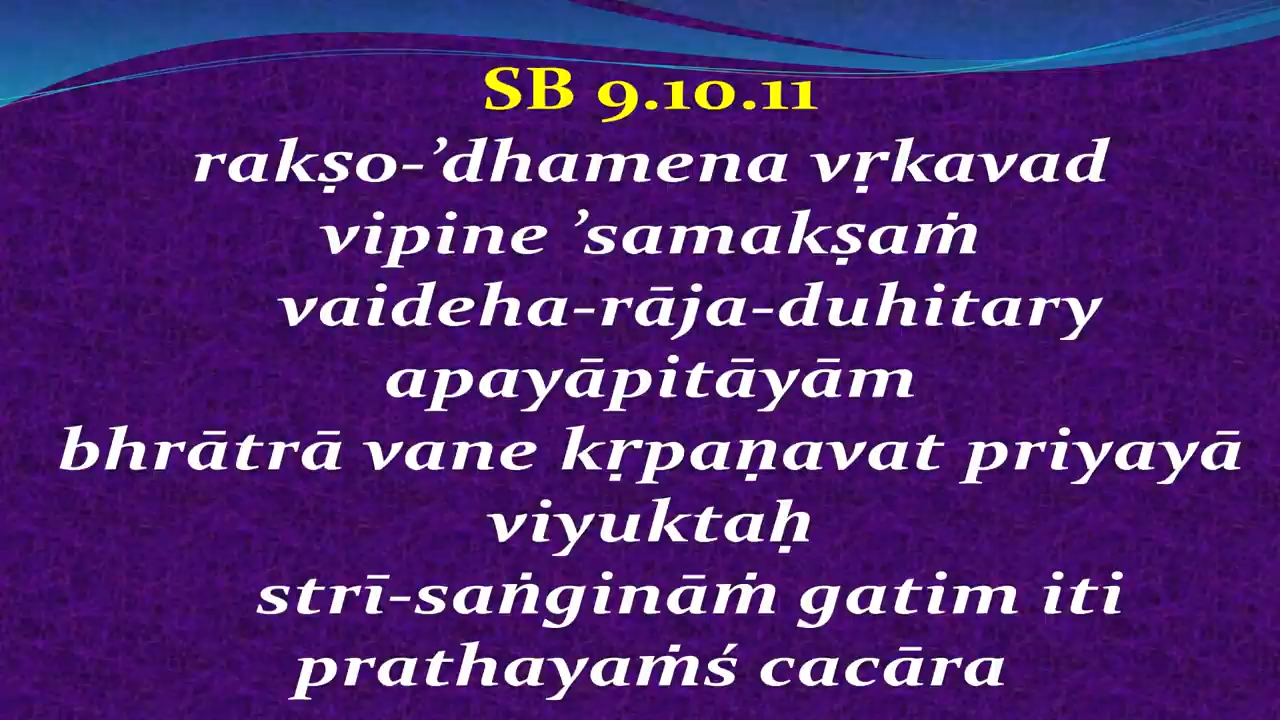 SB 9.10.11
rakṣo-’dhamena vṛkavad
vipine ’samakṣaṁ
vaideha-rāja-duhitary
apayāpitāyām
bhrātrā vane kṛpaṇavat priyayā
viyuktaḥ
strī-saṅgināṁ gatim iti
prathayaṁś cacāra